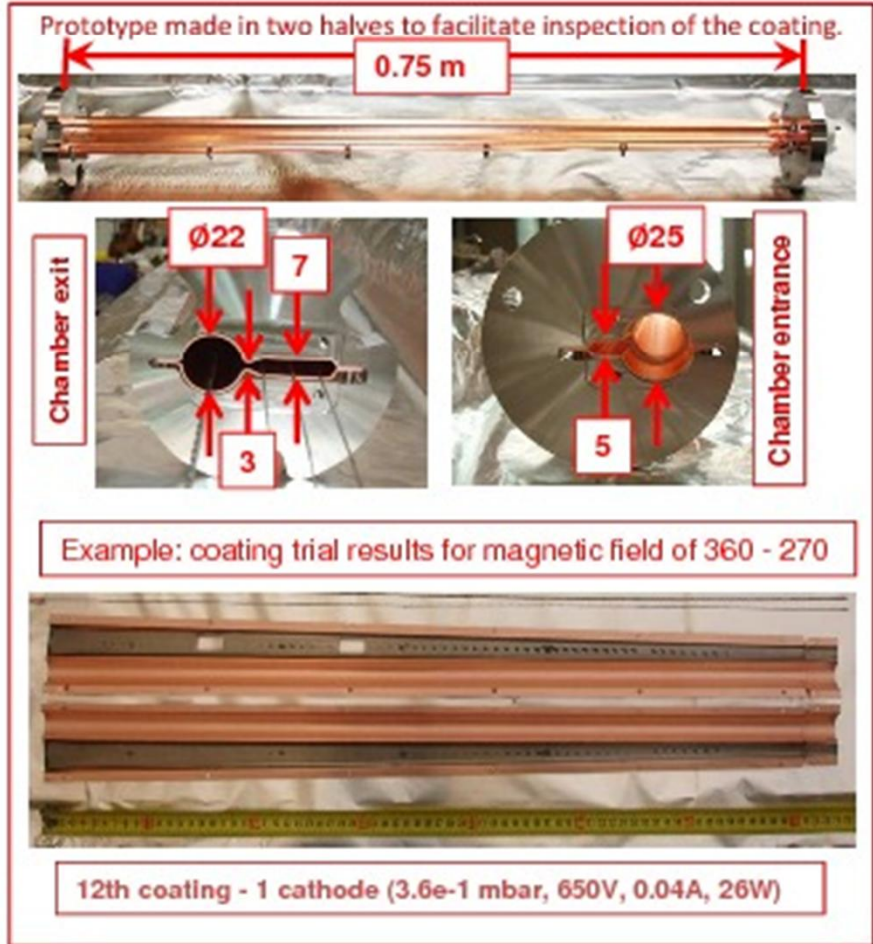 Prototype made in two halves to facilitate inspection of the coating.
0.75 m
Ø22
7
Ø25
Chamber exit
Chamber entrance
3
5
Example: coating trial results for magnetic field of 360 - 270
12th coating - 1 cathode (3.6e-1 mbar, 650V, 0.04A, 26W)